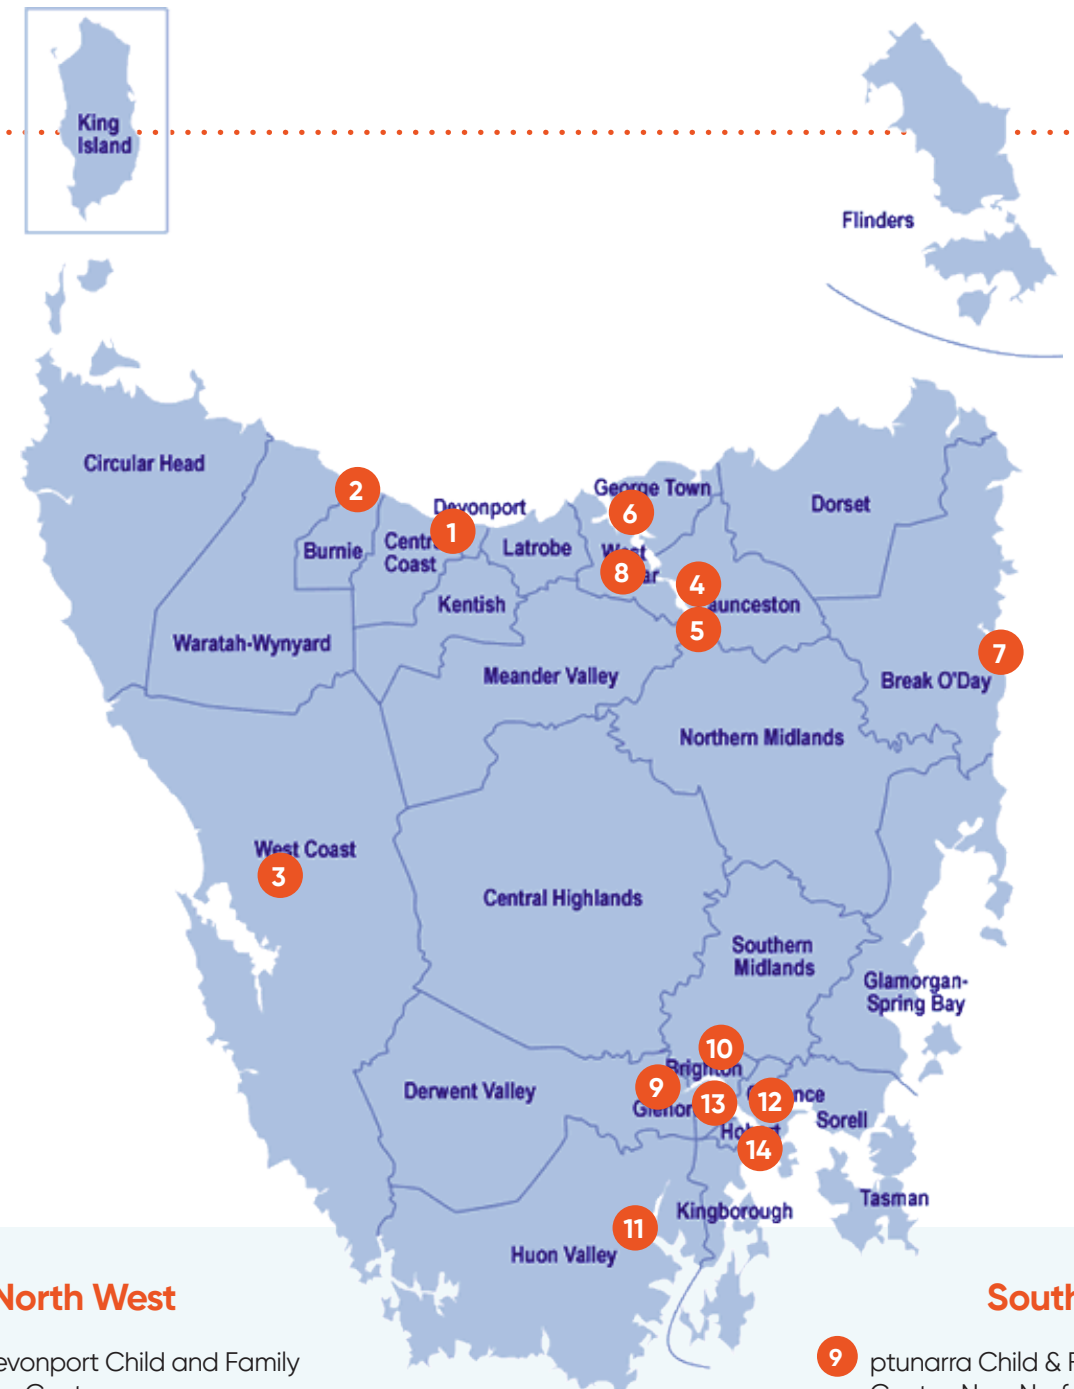 King
Island
Flinders
Circular Head
2
Devonport
George Town
6
Dorset
1
Burnie
Coast
Latrobe
West
8
4
Kentish
5
Waratah-Wynyard
7
Meander Valley
Break O'Day
Northern Midlands
West Coast
3
Central Highlands
Southern
Midlands
Glamorgan-
Spring Bay
10
Brighton
9
Derwent Valley
13
12
Sorell
14
Tasman
Kingborough
11
Huon Valley
North West
South
evonport Child and Family
9 ptunarra Child & F